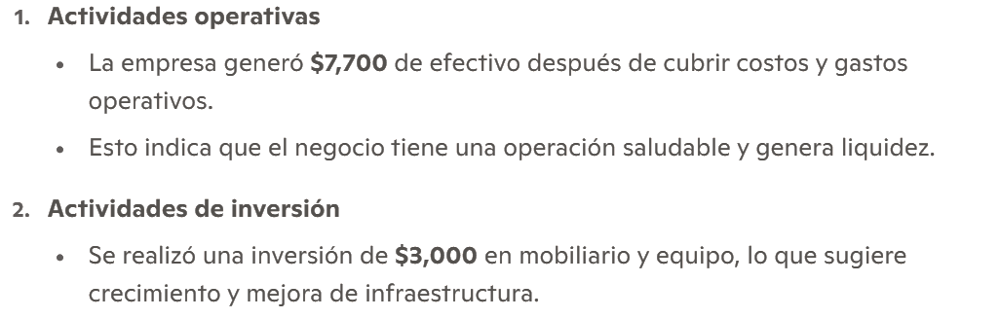 1. Actividades operativas
• La empresa generó $7,700 de efectivo después de cubrir costos y gastos
operativos.
• Esto indica que el negocio tiene una operación saludable y genera liquidez.
2. Actividades de inversión
• Se realizó una inversión de $3,000 en mobiliario y equipo, lo que sugiere
crecimiento y mejora de infraestructura.